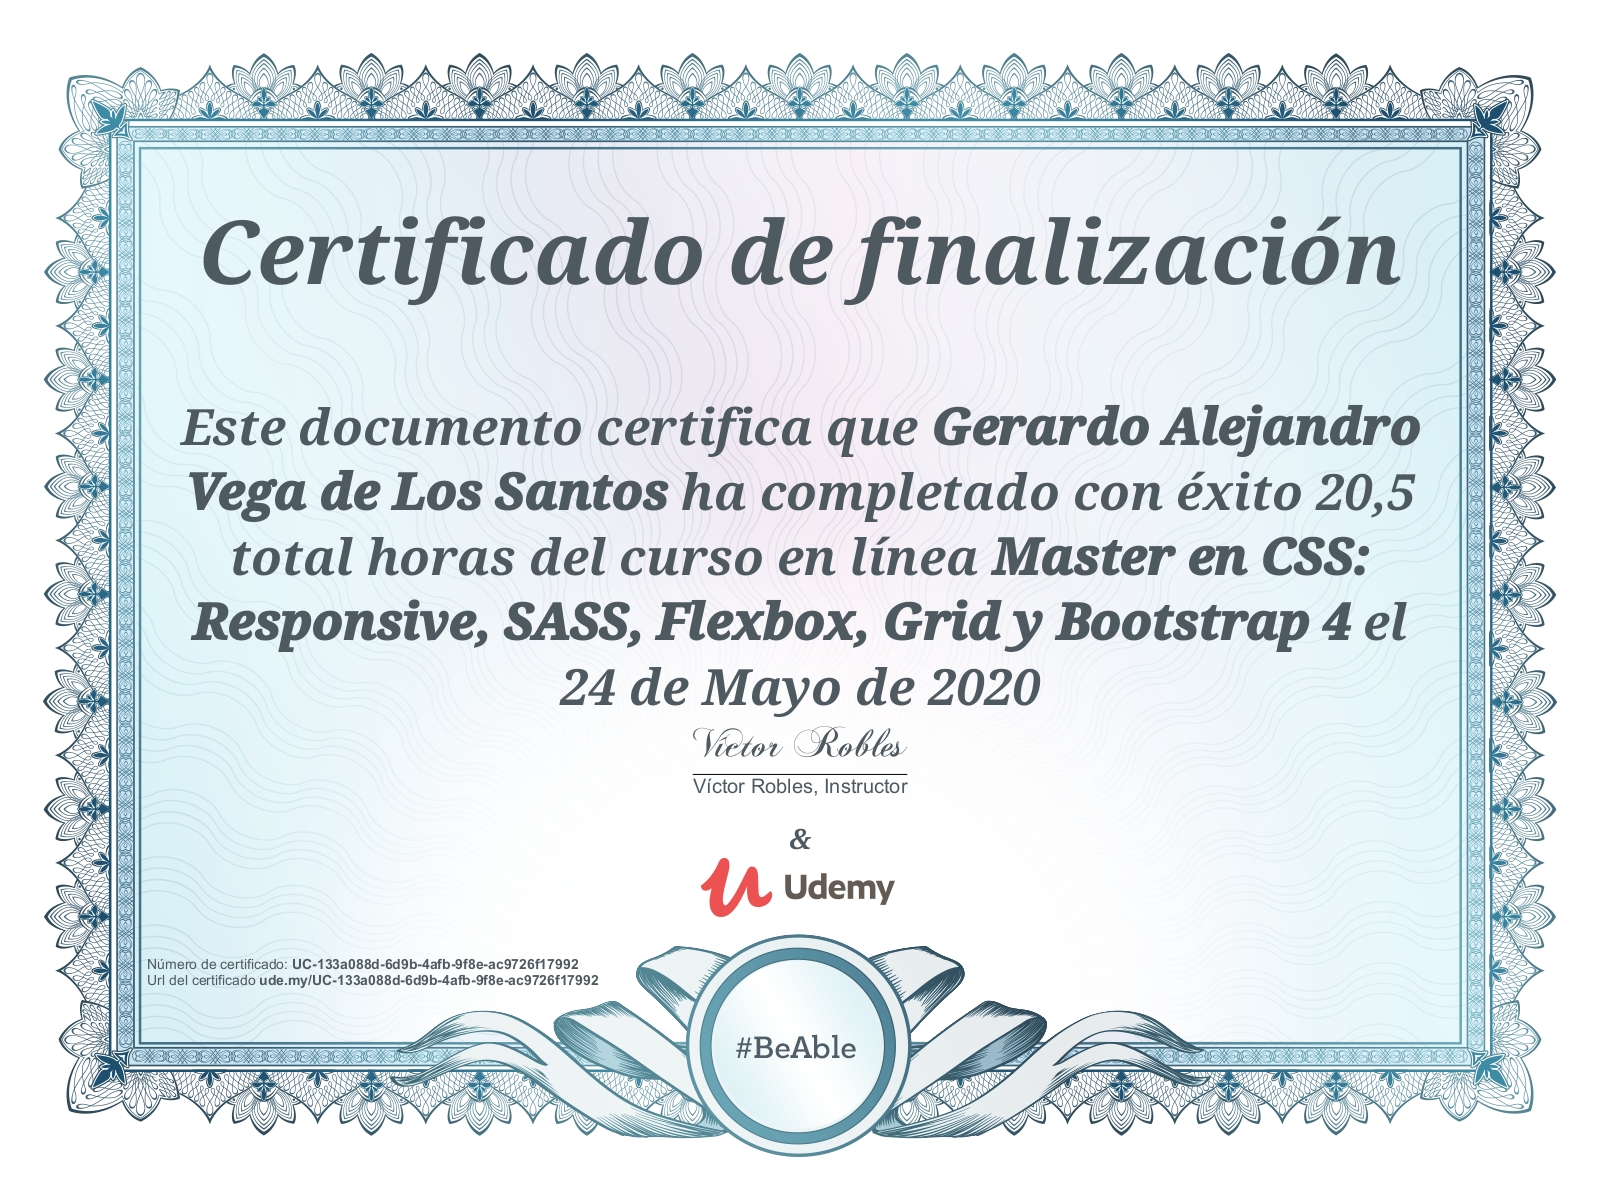 Certificado de finalización
Este documento certifica que Gerardo Alejandro
Vega de Los Santos ha completado con éxito 20,5
total horas del curso en línea Master en CSS:
Responsive, SASS, Flexbox, Grid y Bootstrap 4 el
24 de Mayo de 2020
Víctor Robles
Víctor Robles, Instructor
&
Udemy
Número de certificado: UC-133a088d-6d9b-4afb-9f8e-ac9726f17992
Url del certificado ude.my/UC-133a088d-6d9b-4afb-9f8e-ac9726f17992
#BeAble